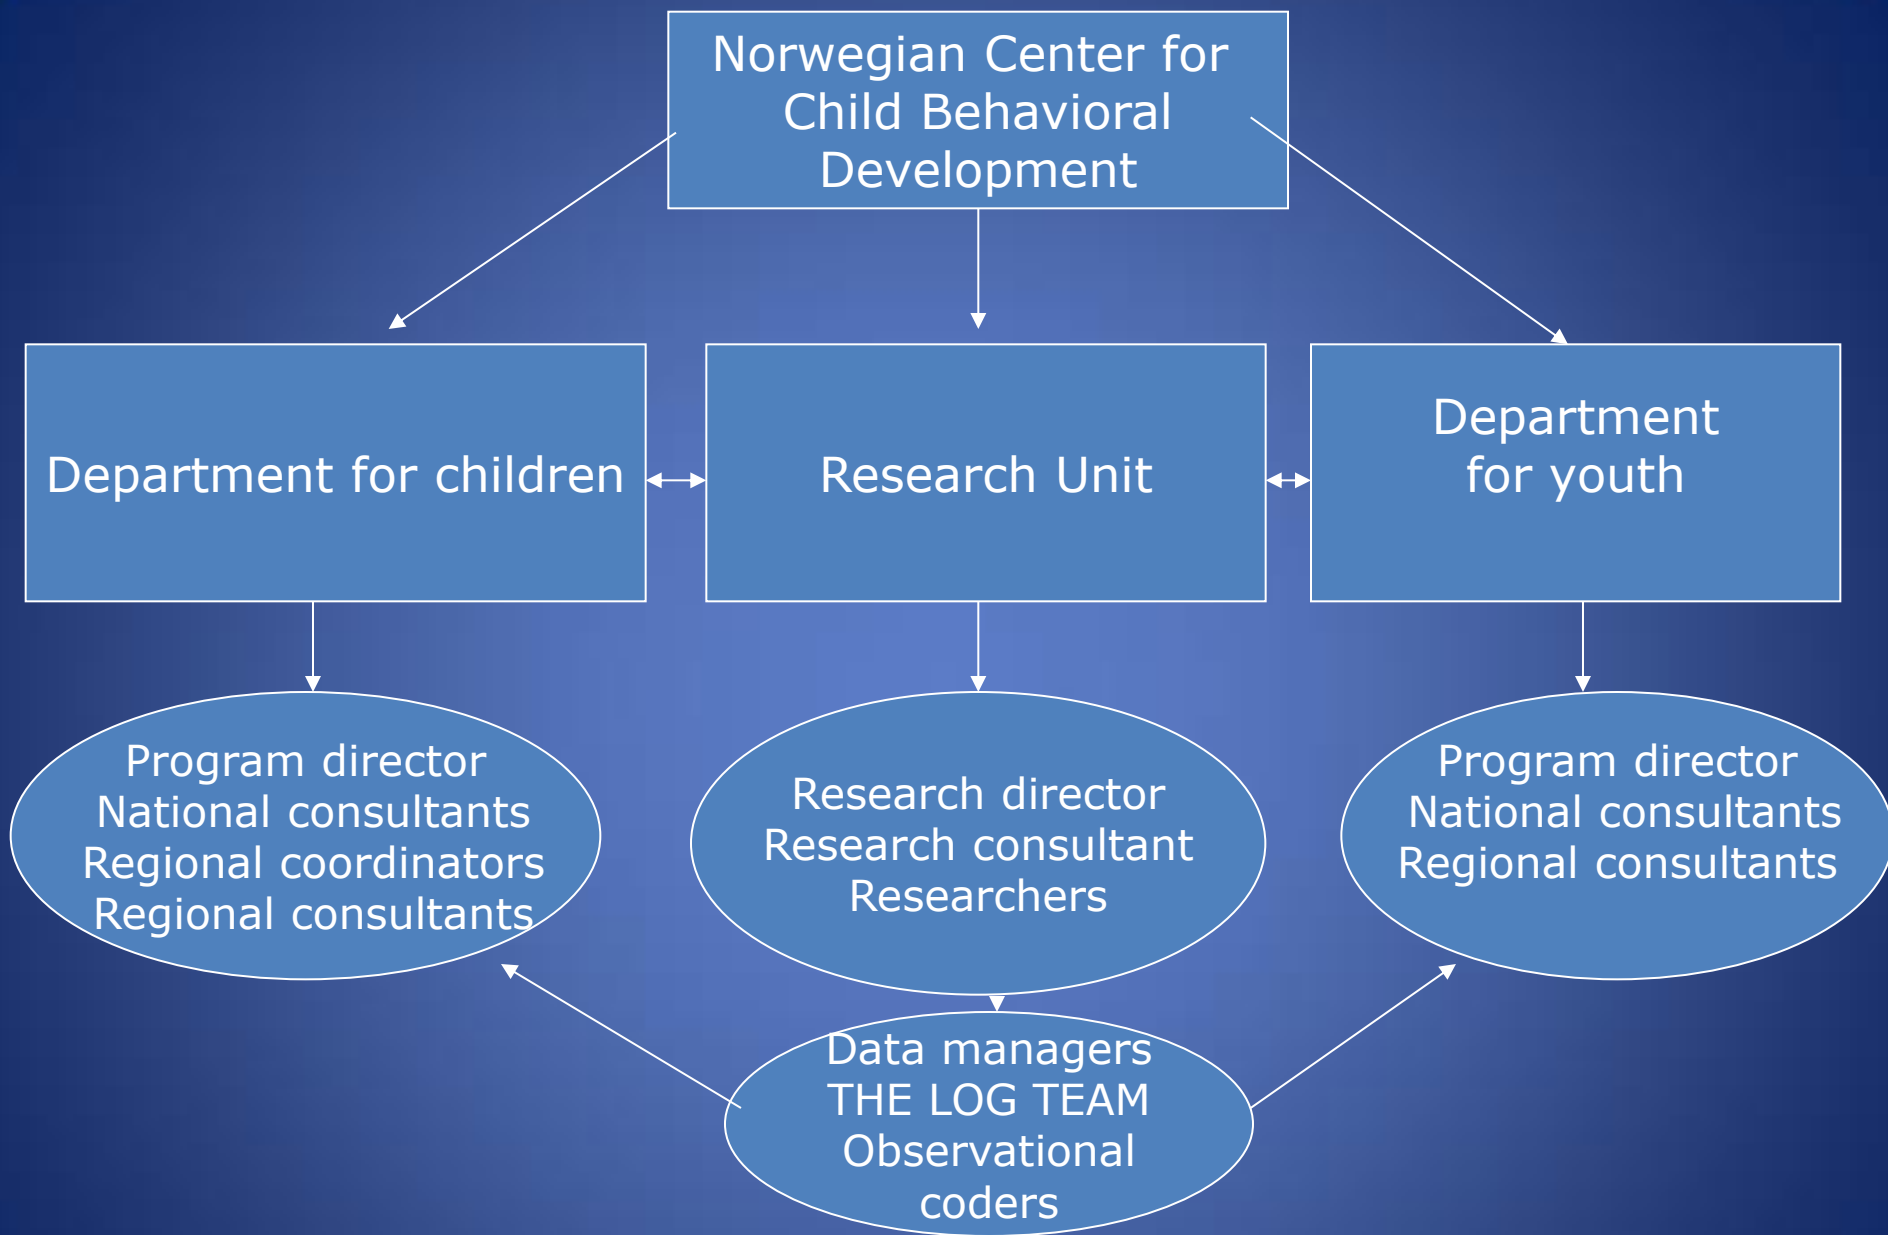 Norwegian Center for
Child Behavioral
Development
Department for children
Research Unit
Department
for youth
Program director
National consultants
Regional coordinators
Regional consultants
Research director
Research consultant
Researchers
Program director
National consultants
Regional consultants
Data managers
THE LOG TEAM
Observational
coders